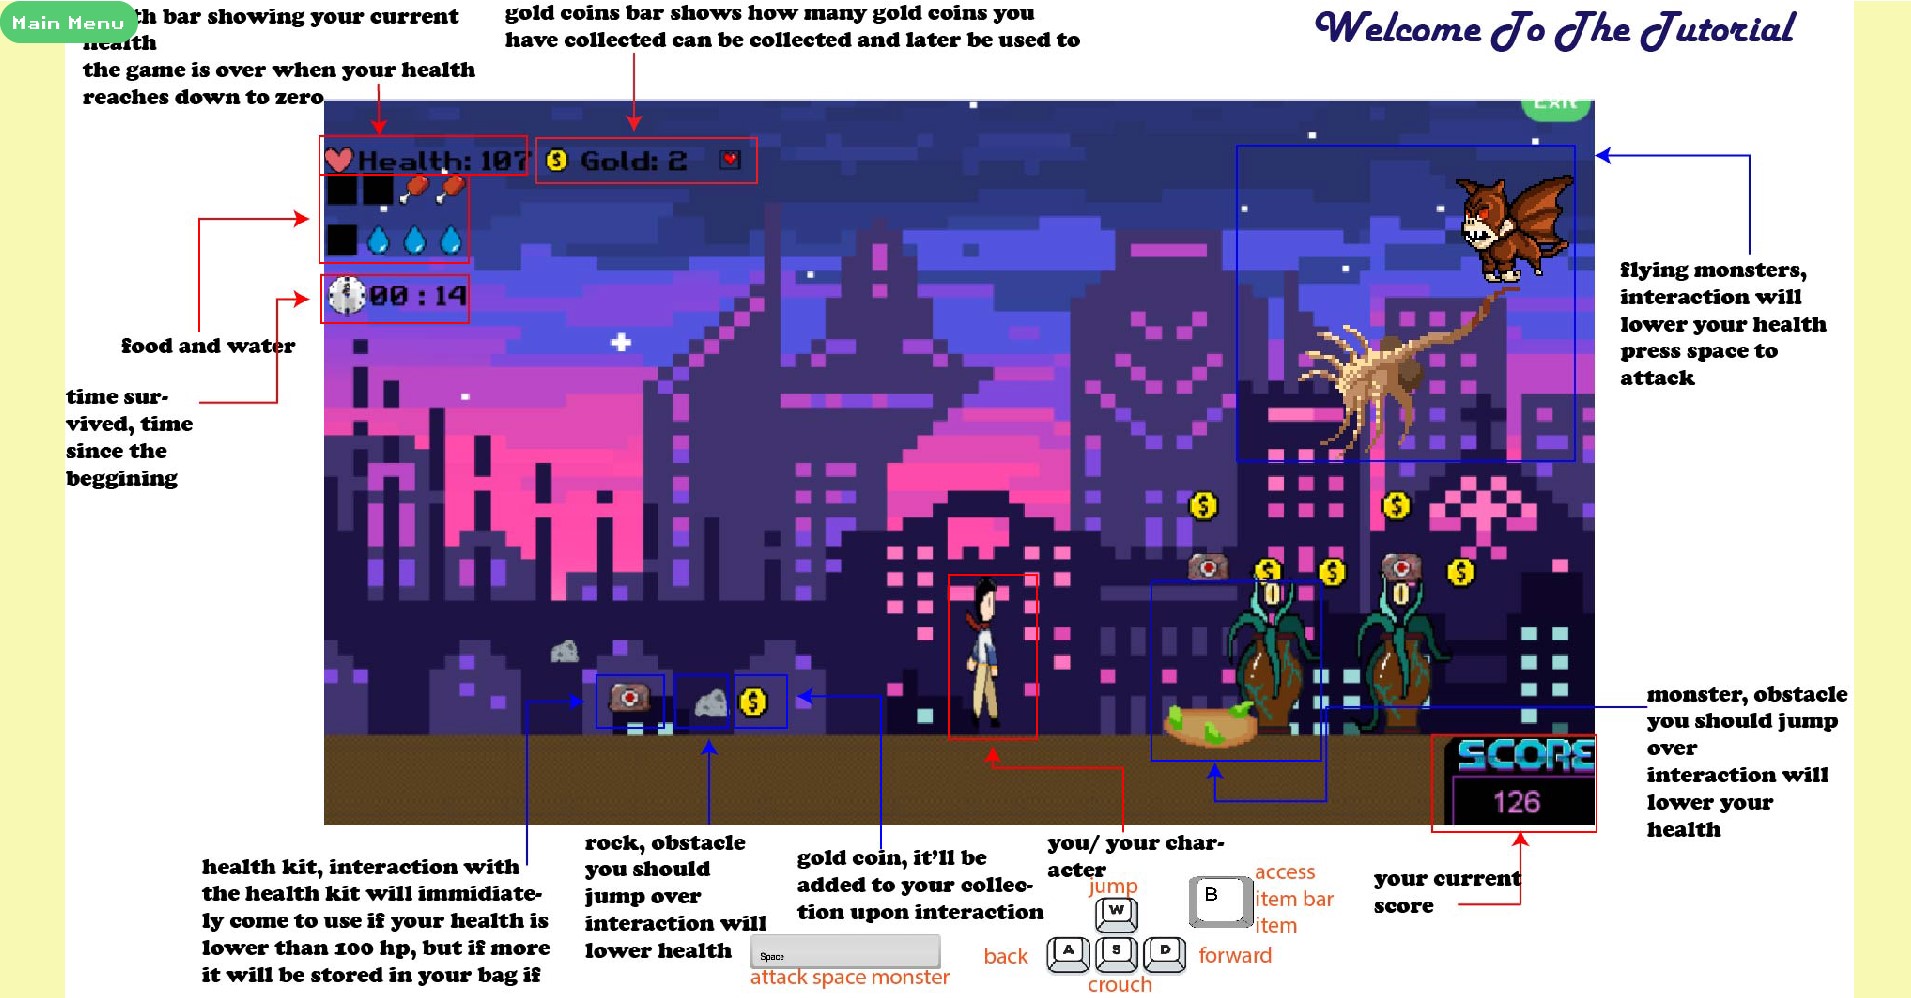 Main Menu
th bar showing your current
health
the game is over when your health
reaches down to zero
gold coins bar shows how many gold coins you
have collected can be collected and later be used to
Welcome To The Tutorial
Exit
Health: 107
Gold: 2
00:14
food and water
time sur-
vived, time
since the
beggining
flying monsters,
interaction will
lower your health
press space to
attack
monster, obstacle
you should jump
over
interaction will
lower your
health
SCORE
126
health kit, interaction with
the health kit will immidiate-
ly come to use if your health is
lower than 100 hp, but if more
it will be stored in your bag if
rock, obstacle
you should
jump over
interaction will
lower health
gold coin, it'll be
added to your collec-
tion upon interaction
you/ your char-
acter
your current
score
jump
W
B
access
item bar
item
back
A
S
D
forward
crouch
Space
attack space monster